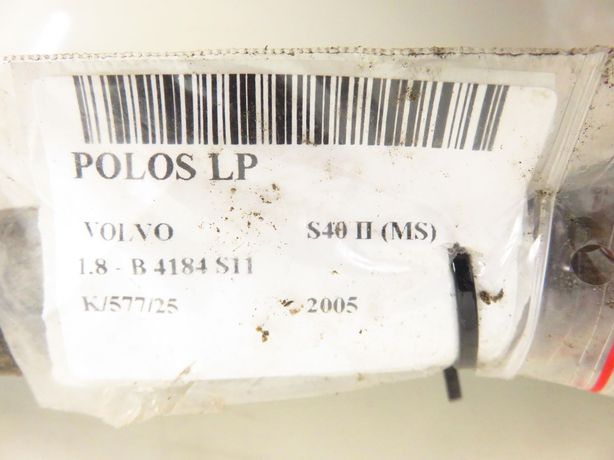 POLOS LP
VOLVO S40 II (MS)
1.8 - B 4184 S11
K/577/25 2005